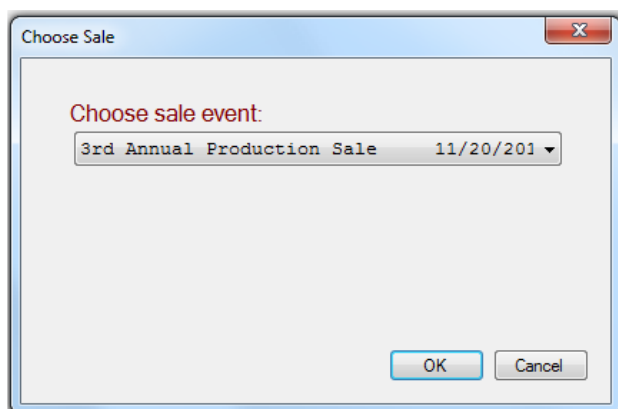 Choose Sale
Choose sale event:
3rd Annual Production Sale 11/20/201
OK Cancel